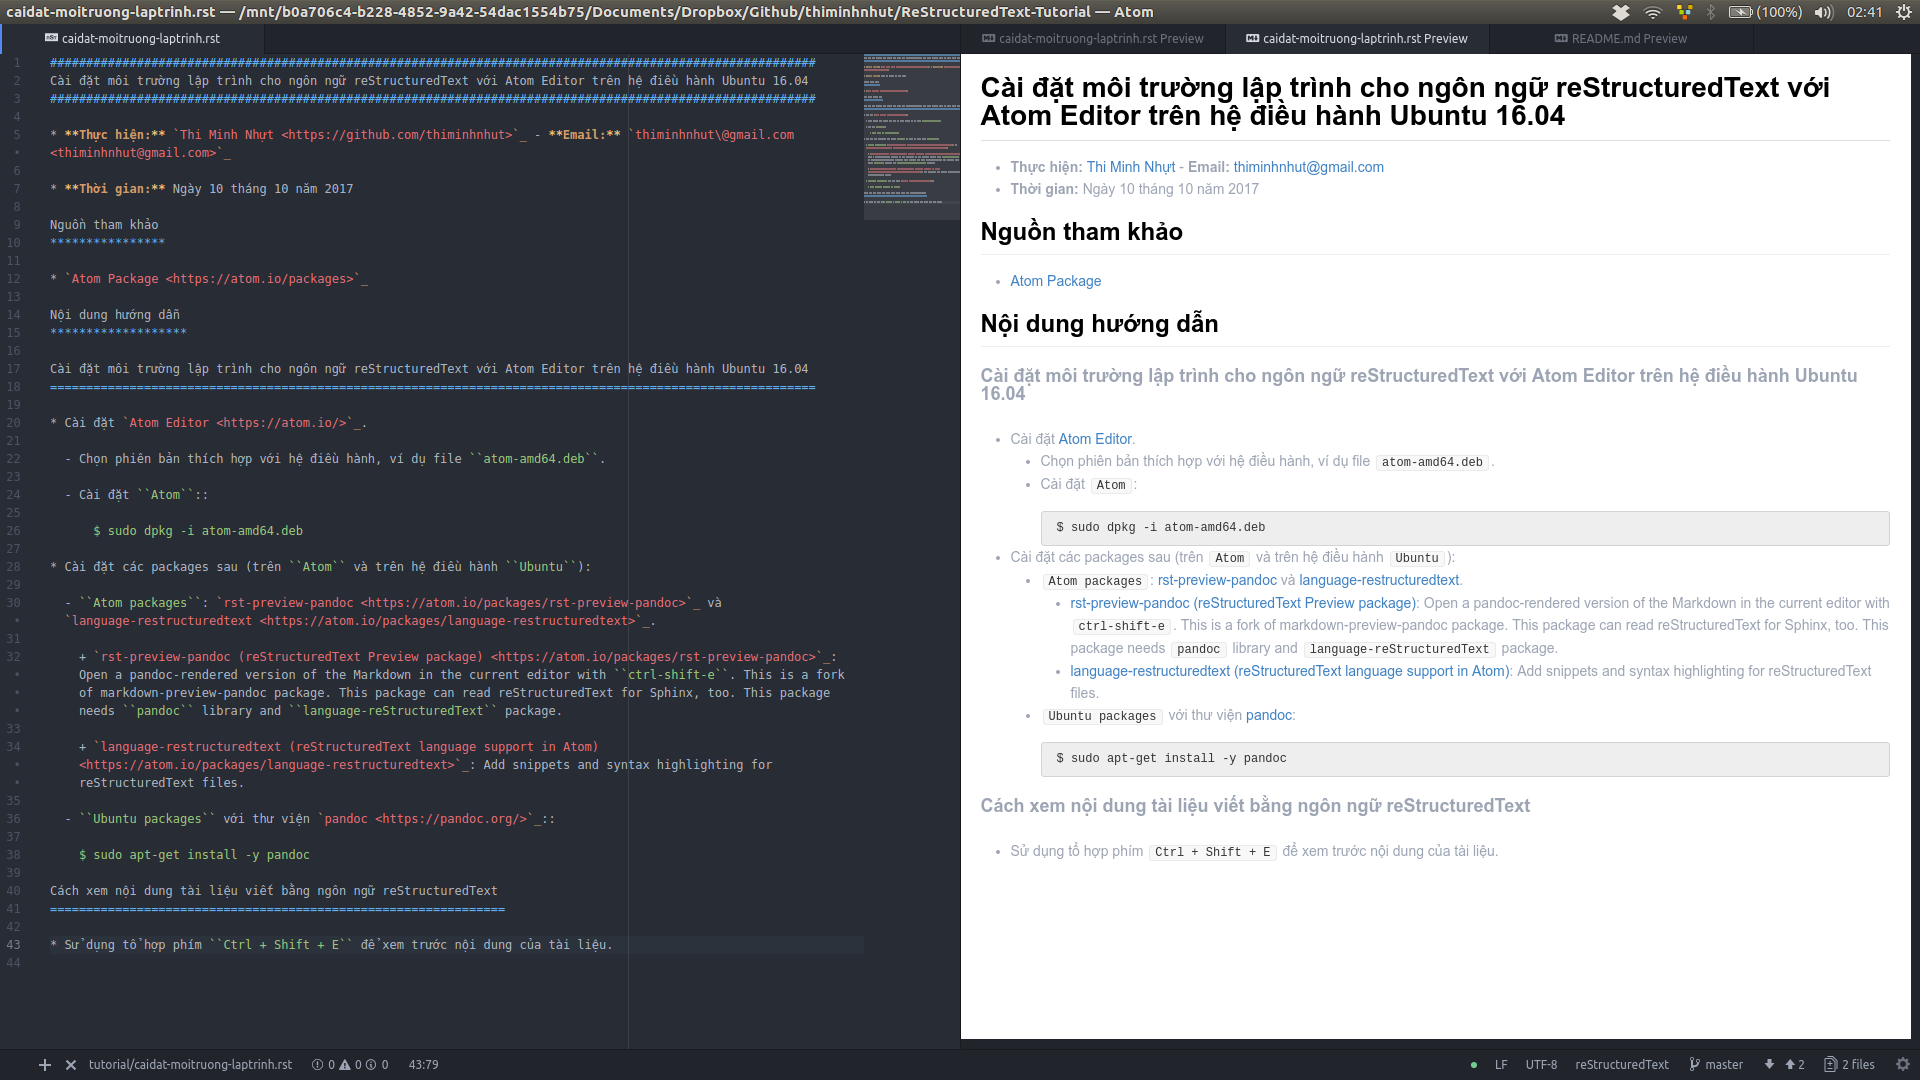 caidat-moitruong-laptrinh.rst — /mnt/b0a706c4-b228-4852-9a42-54dac1554b75/Documents/Dropbox/Github/thiminhnhut/ReStructuredText-Tutorial — Atom
(100%) 02:41
caidat-moitruong-laptrinh.rst
caidat-moitruong-laptrinh.rst Preview
caidat-moitruong-laptrinh.rst Preview
README.md Preview
1 ##########################################################################################################
2 Cài đặt môi trường lập trình cho ngôn ngữ reStructuredText với Atom Editor trên hệ điều hành Ubuntu 16.04
3 ##########################################################################################################
4
5 * **Thực hiện:** `Thi Minh Nhựt <https://github.com/thiminhnhut>`_ - **Email:** `thiminhnhut\@gmail.com
• <thiminhnhut@gmail.com>`_
6
7 * **Thời gian:** Ngày 10 tháng 10 năm 2017
8
9 Nguồn tham khảo
10 ****************
11
12 * `Atom Package <https://atom.io/packages>`_
13
14 Nội dung hướng dẫn
15 *******************
16
17 Cài đặt môi trường lập trình cho ngôn ngữ reStructuredText với Atom Editor trên hệ điều hành Ubuntu 16.04
18 ==========================================================================================================
19
20 * Cài đặt `Atom Editor <https://atom.io/>`_.
21
22 - Chọn phiên bản thích hợp với hệ điều hành, ví dụ file ``atom-amd64.deb``.
23
24 - Cài đặt ``Atom``::
25
26 $ sudo dpkg -i atom-amd64.deb
27
28 * Cài đặt các packages sau (trên ``Atom`` và trên hệ điều hành ``Ubuntu``):
29
30 - ``Atom packages``: `rst-preview-pandoc <https://atom.io/packages/rst-preview-pandoc>`_ và
• `language-restructuredtext <https://atom.io/packages/language-restructuredtext>`_.
31
32 + `rst-preview-pandoc (reStructuredText Preview package) <https://atom.io/packages/rst-preview-pandoc>`_:
• Open a pandoc-rendered version of the Markdown in the current editor with ``ctrl-shift-e``. This is a fork
• of markdown-preview-pandoc package. This package can read reStructuredText for Sphinx, too. This package
• needs ``pandoc`` library and ``language-reStructuredText`` package.
33
34 + `language-restructuredtext (reStructuredText language support in Atom)
• <https://atom.io/packages/language-restructuredtext>`_: Add snippets and syntax highlighting for
• reStructuredText files.
35
36 - ``Ubuntu packages`` với thư viện `pandoc <https://pandoc.org/>`_::
37
38 $ sudo apt-get install -y pandoc
39
40 Cách xem nội dung tài liệu viết bằng ngôn ngữ reStructuredText
41 ===============================================================
42
43 * Sử dụng tổ hợp phím ``Ctrl + Shift + E`` để xem trước nội dung của tài liệu.
44
Cài đặt môi trường lập trình cho ngôn ngữ reStructuredText với
Atom Editor trên hệ điều hành Ubuntu 16.04
• Thực hiện: Thi Minh Nhựt - Email: thiminhnhut@gmail.com
• Thời gian: Ngày 10 tháng 10 năm 2017
Nguồn tham khảo
• Atom Package
Nội dung hướng dẫn
Cài đặt môi trường lập trình cho ngôn ngữ reStructuredText với Atom Editor trên hệ điều hành Ubuntu
16.04
• Cài đặt Atom Editor.
• Chọn phiên bản thích hợp với hệ điều hành, ví dụ file atom-amd64.deb .
• Cài đặt Atom :
$ sudo dpkg -i atom-amd64.deb
• Cài đặt các packages sau (trên Atom và trên hệ điều hành Ubuntu ):
• Atom packages : rst-preview-pandoc và language-restructuredtext.
• rst-preview-pandoc (reStructuredText Preview package): Open a pandoc-rendered version of the Markdown in the current editor with
ctrl-shift-e . This is a fork of markdown-preview-pandoc package. This package can read reStructuredText for Sphinx, too. This
package needs pandoc library and language-reStructuredText package.
• language-restructuredtext (reStructuredText language support in Atom): Add snippets and syntax highlighting for reStructuredText
files.
• Ubuntu packages với thư viện pandoc:
$ sudo apt-get install -y pandoc
Cách xem nội dung tài liệu viết bằng ngôn ngữ reStructuredText
• Sử dụng tổ hợp phím Ctrl + Shift + E để xem trước nội dung của tài liệu.
tutorial/caidat-moitruong-laptrinh.rst 0 0 0 43:79
LF UTF-8 reStructuredText master 2 2 files